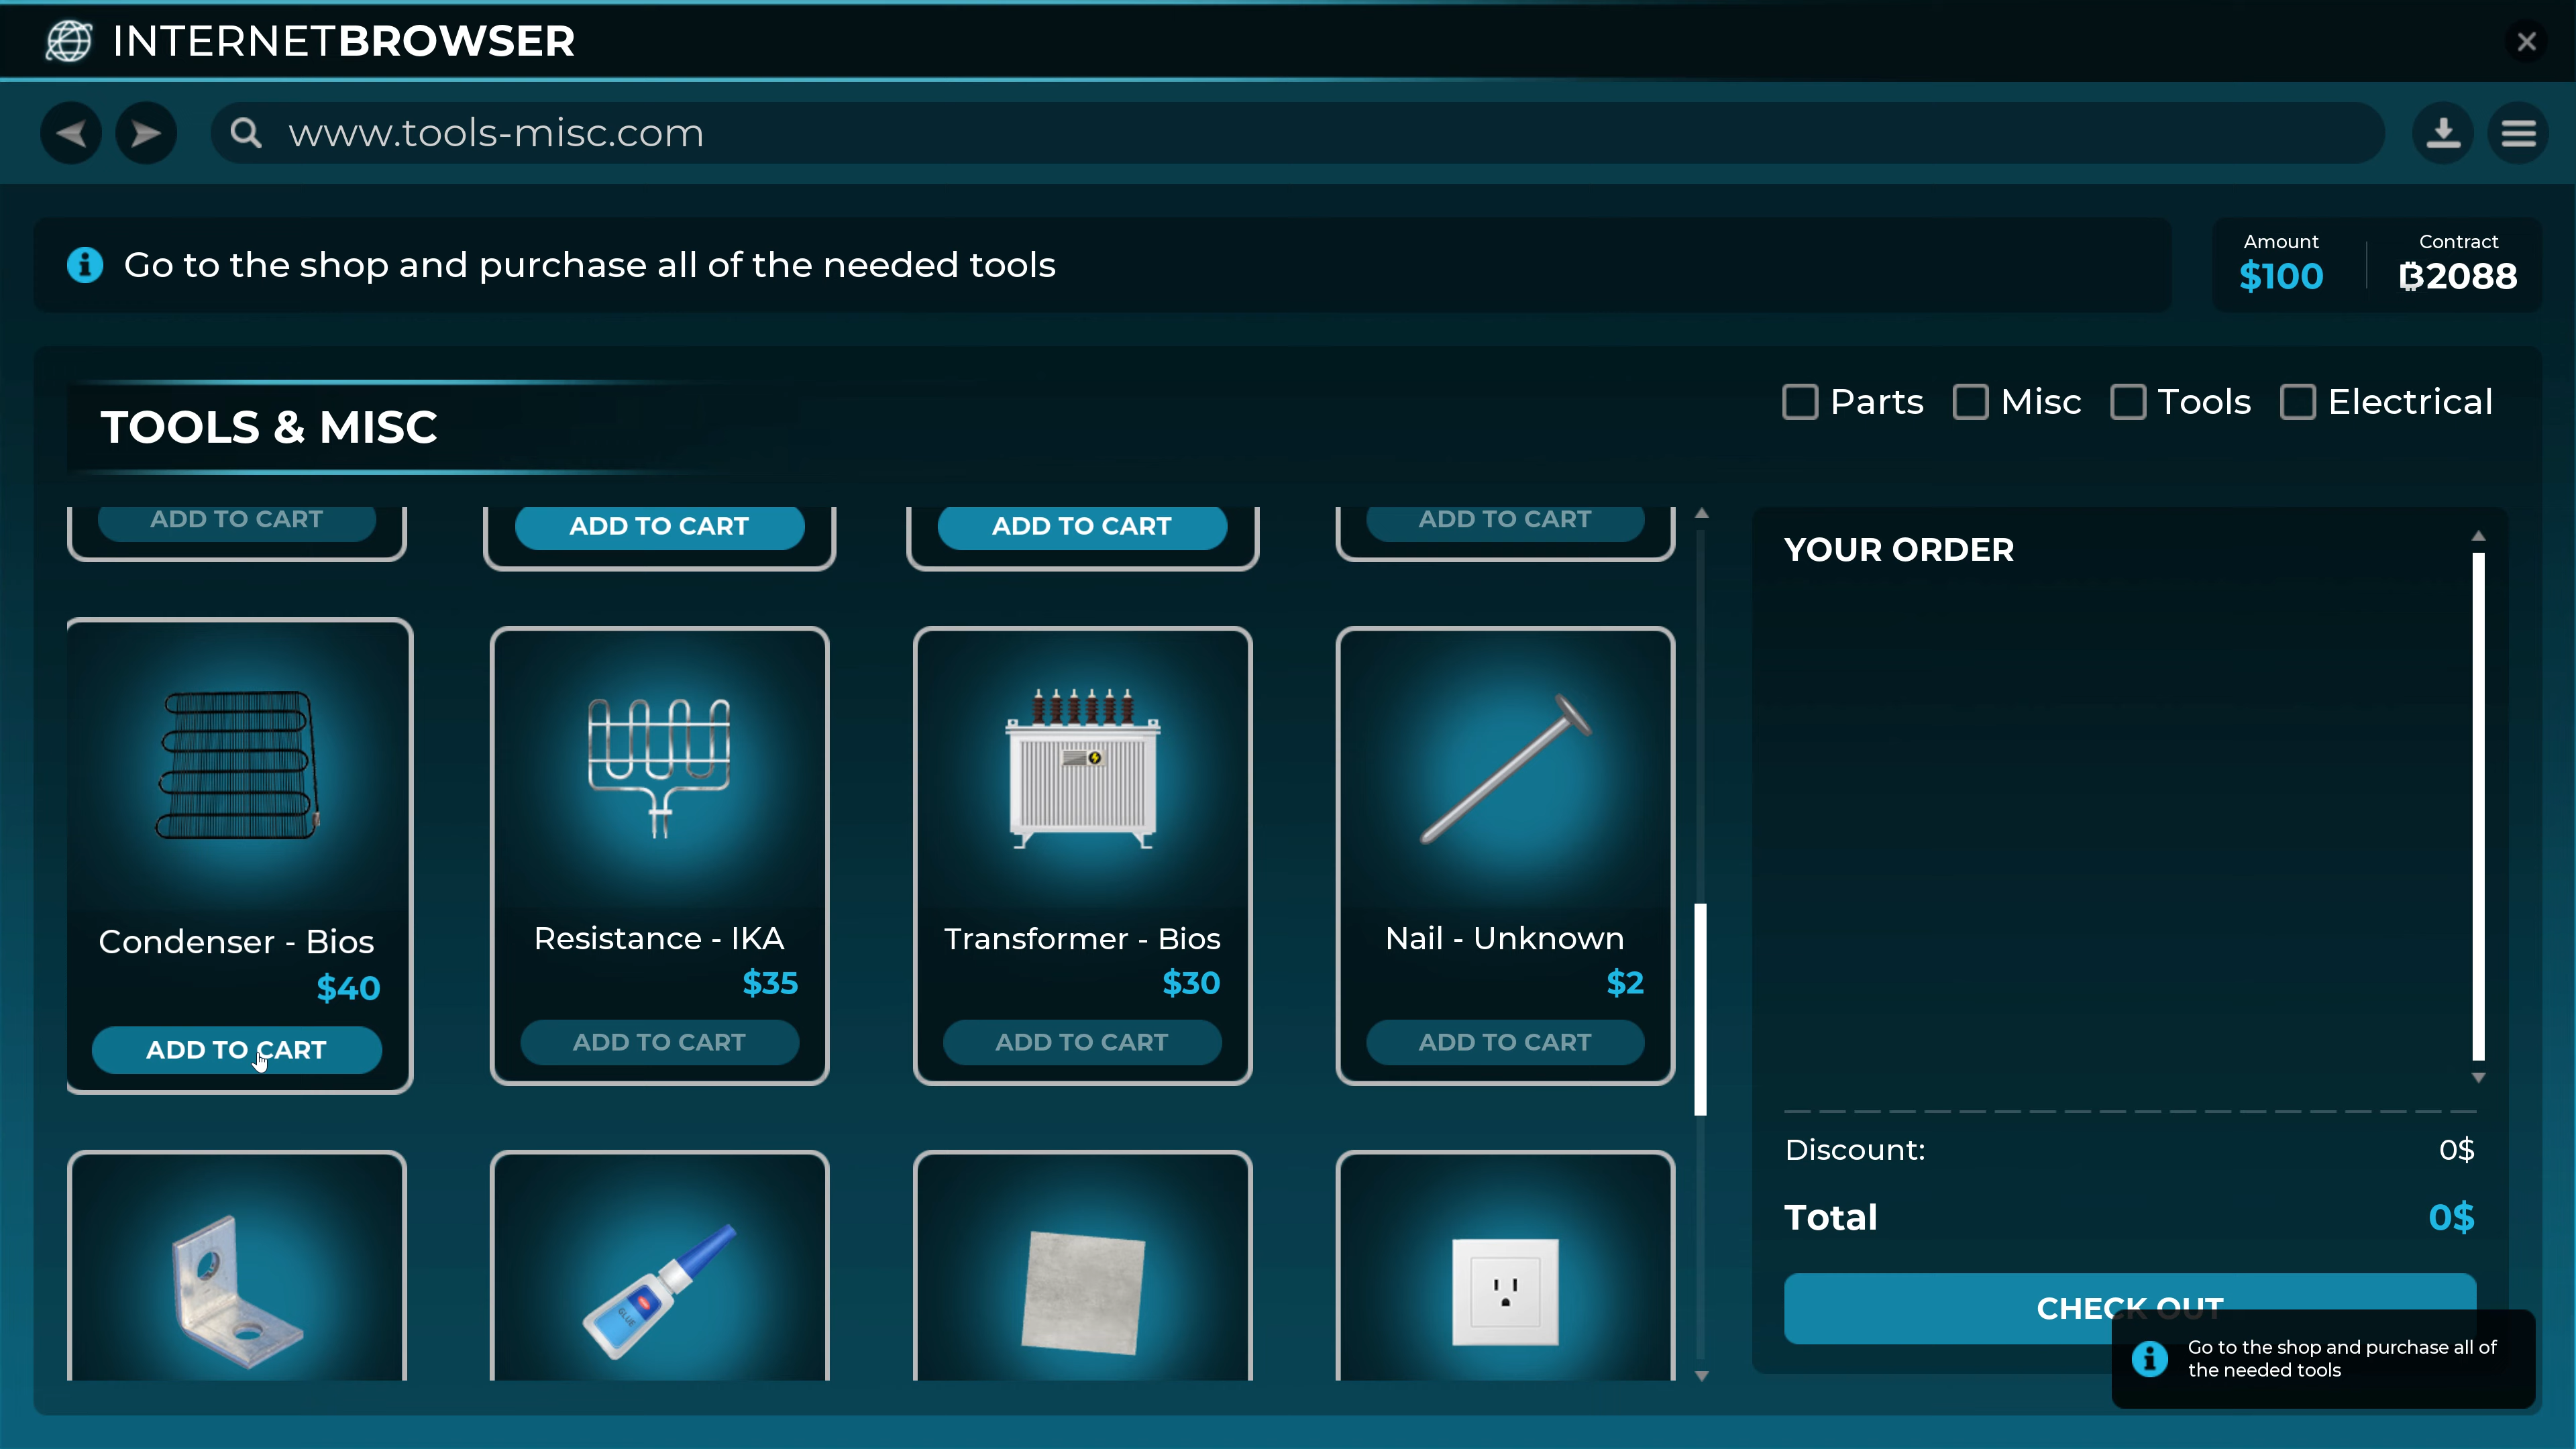 INTERNETBROWSER
www.tools-misc.com
Go to the shop and purchase all of the needed tools
Amount
$100
Contract
₿2088
TOOLS & MISC
Parts
Misc
Tools
Electrical
ADD TO CART
ADD TO CART
ADD TO CART
ADD TO CART
Condenser - Bios
$40
ADD TO CART
Resistance - IKA
$35
ADD TO CART
Transformer - Bios
$30
ADD TO CART
Nail - Unknown
$2
ADD TO CART
GLUE
YOUR ORDER
Discount:
0$
Total
0$
CHECK OUT
Go to the shop and purchase all of
the needed tools